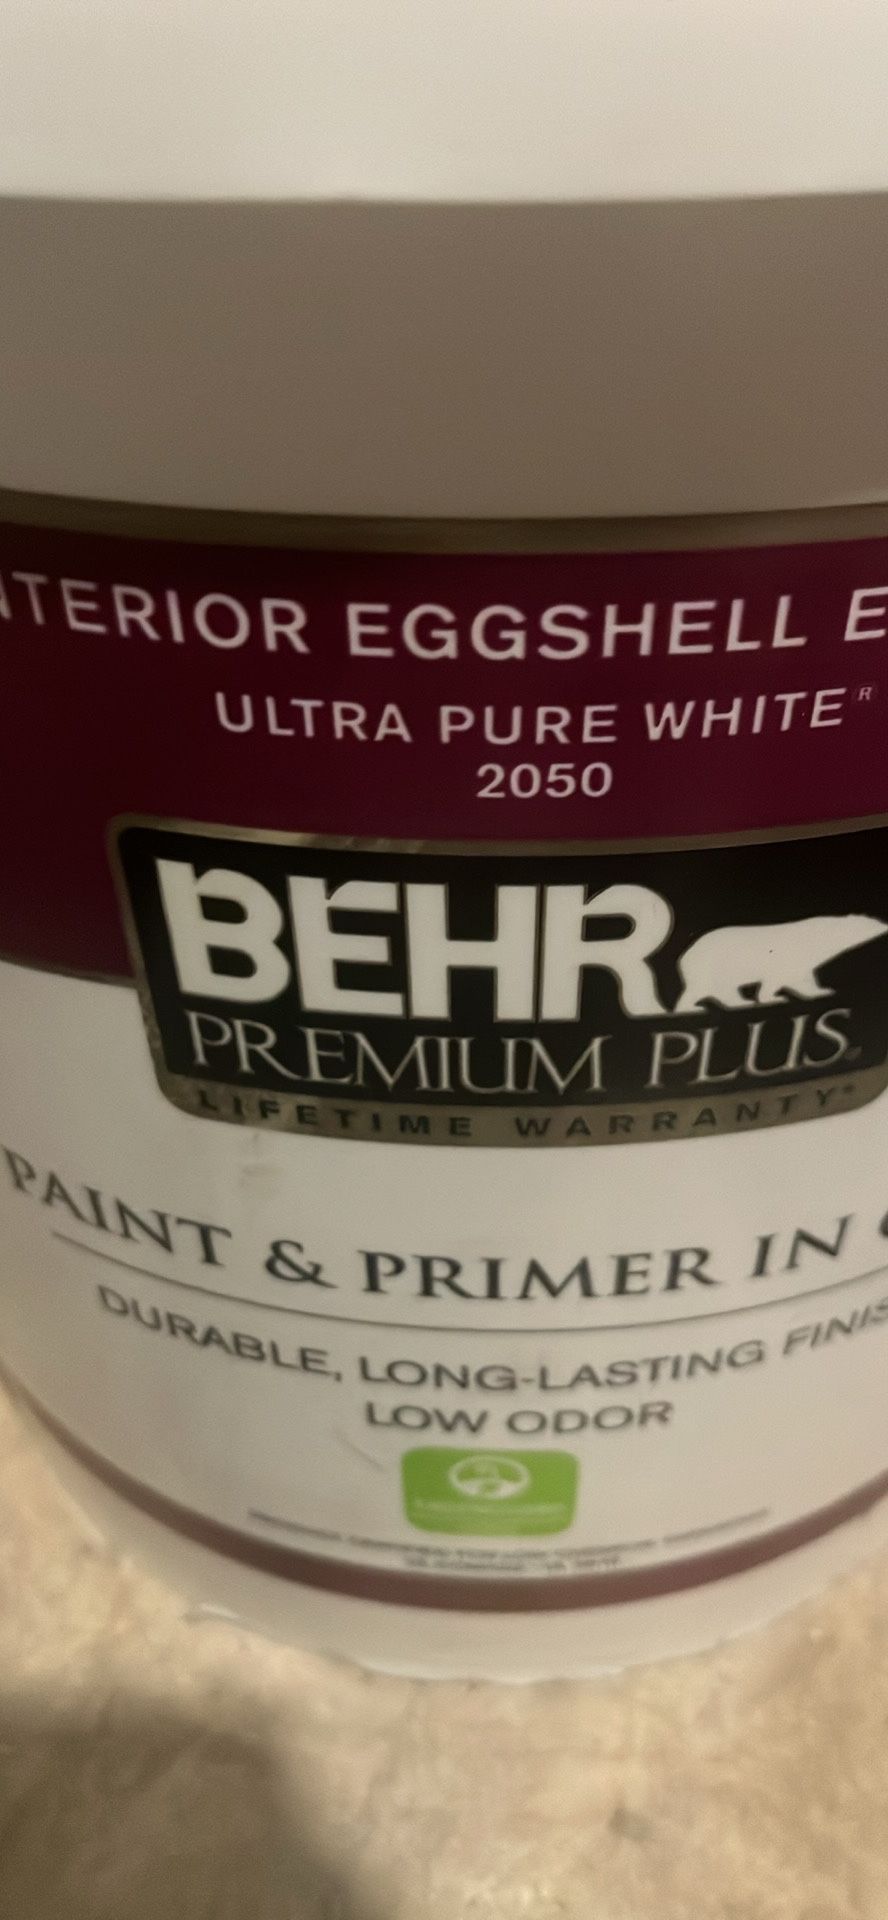 NTERIOR EGGSHELL E
ULTRA PURE WHITE®
2050
BEHR
PREMIUM PLUS®
LIFETIME WARRANTY*
PAINT & PRIMER IN
DURABLE, LONG-LASTING FINIS
LOW ODOR